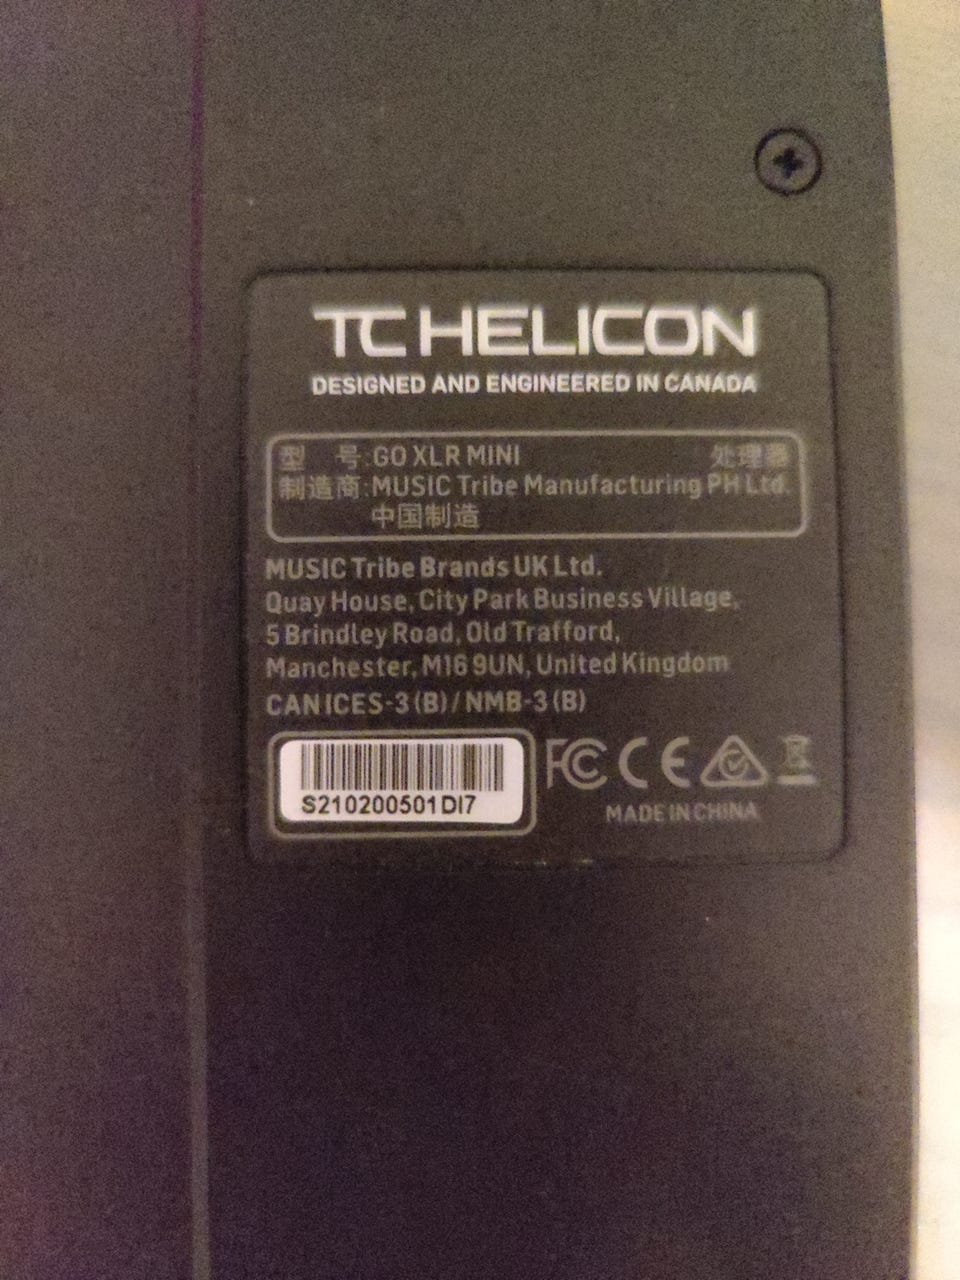 TC HELICON
DESIGNED AND ENGINEERED IN CANADA
型 号:GO XLR MINI 处理器
制造商:MUSIC Tribe Manufacturing PH Ltd.
中国制造
MUSIC Tribe Brands UK Ltd.
Quay House, City Park Business Village,
5 Brindley Road, Old Trafford,
Manchester, M16 9UN, United Kingdom
CAN ICES-3 (B) / NMB-3 (B)
S210200501DI7
FC CE
MADE IN CHINA